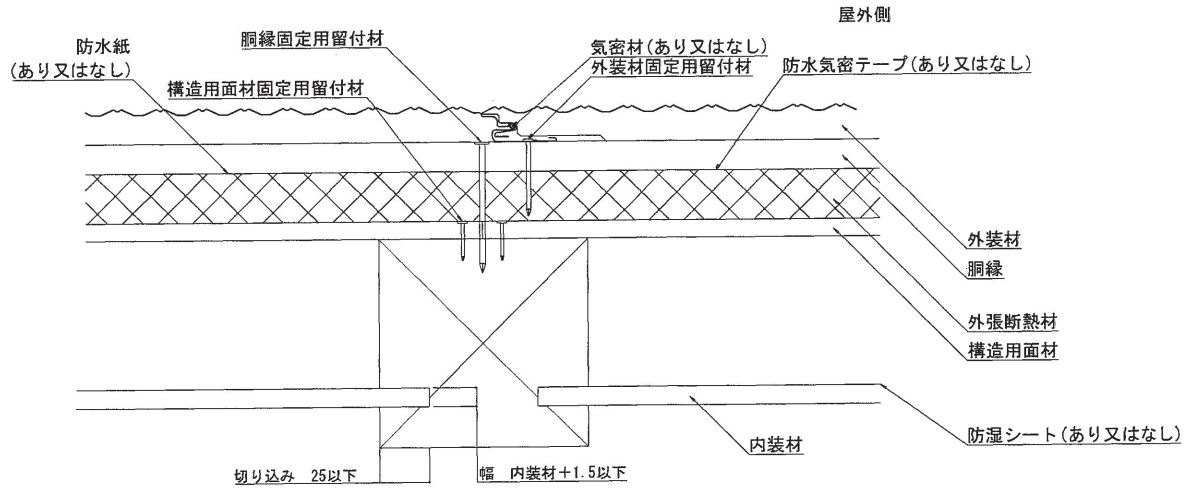 屋外側
防水紙
(あり又はなし)
胴縁固定用留付材
構造用面材固定用留付材
気密材(あり又はなし)
外装材固定用留付材
防水気密テープ(あり又はなし)
外装材
胴縁
外張断熱材
構造用面材
防湿シート(あり又はなし)
内装材
切り込み 25以下
幅 内装材+1.5以下